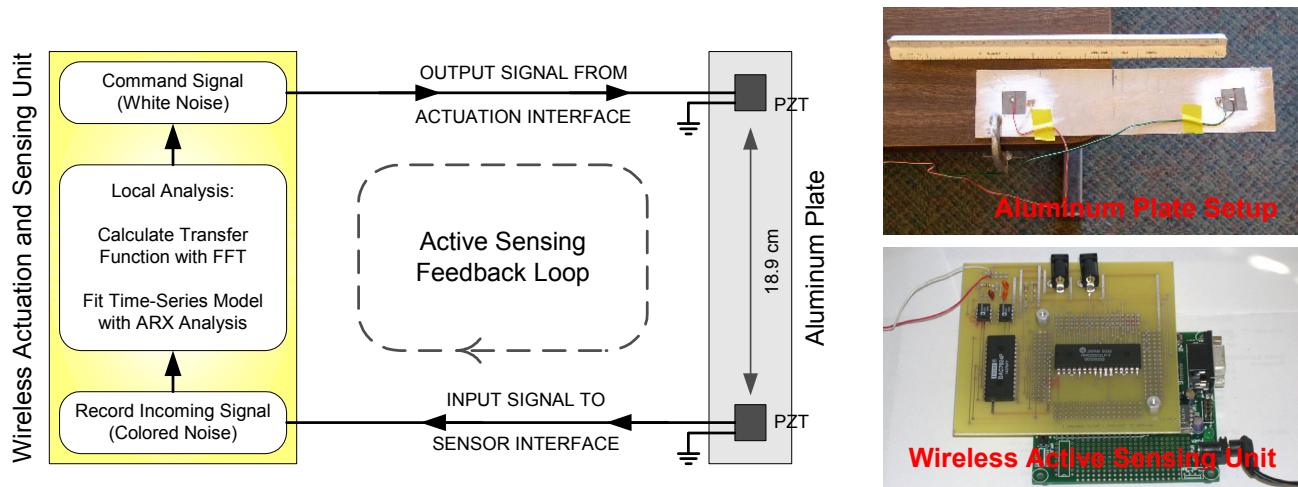 Wireless Actuation and Sensing Unit
Command Signal
(White Noise)
Local Analysis:
Calculate Transfer
Function with FFT
Fit Time-Series Model
with ARX Analysis
Record Incoming Signal
(Colored Noise)
OUTPUT SIGNAL FROM
ACTUATION INTERFACE
Active Sensing
Feedback Loop
INPUT SIGNAL TO
SENSOR INTERFACE
PZT
18.9 cm
PZT
Aluminum Plate
Aluminum Plate Setup
Wireless Active Sensing Unit